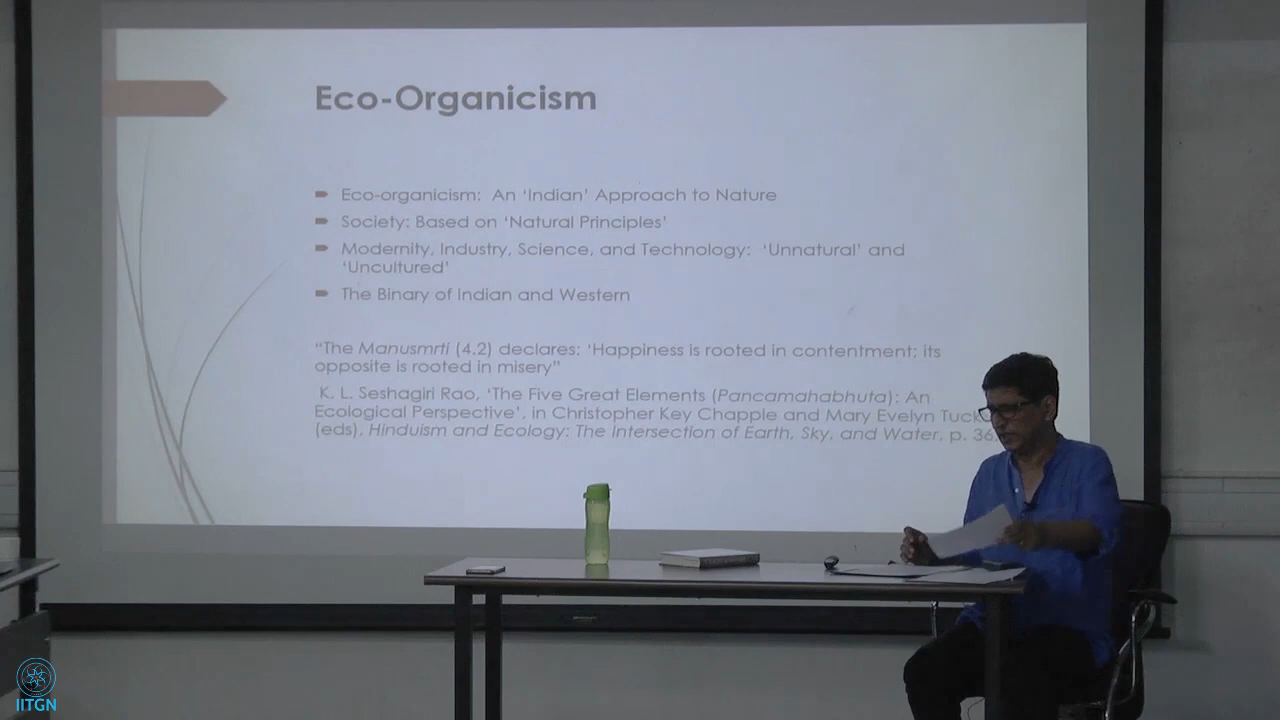 Eco-Organicism
Eco-organicism: An ‘Indian’ Approach to Nature
Society: Based on ‘Natural Principles’
Modernity, Industry, Science, and Technology: ‘Unnatural’ and
‘Uncultured’
The Binary of Indian and Western
“The Manusmrti (4.2) declares: ‘Happiness is rooted in contentment; its
opposite is rooted in misery”
K. L. Seshagiri Rao, ‘The Five Great Elements (Pancamahabhuta): An
Ecological Perspective’, in Christopher Key Chapple and Mary Evelyn Tuck
(eds), Hinduism and Ecology: The Intersection of Earth, Sky, and Water, p. 36
IITGN